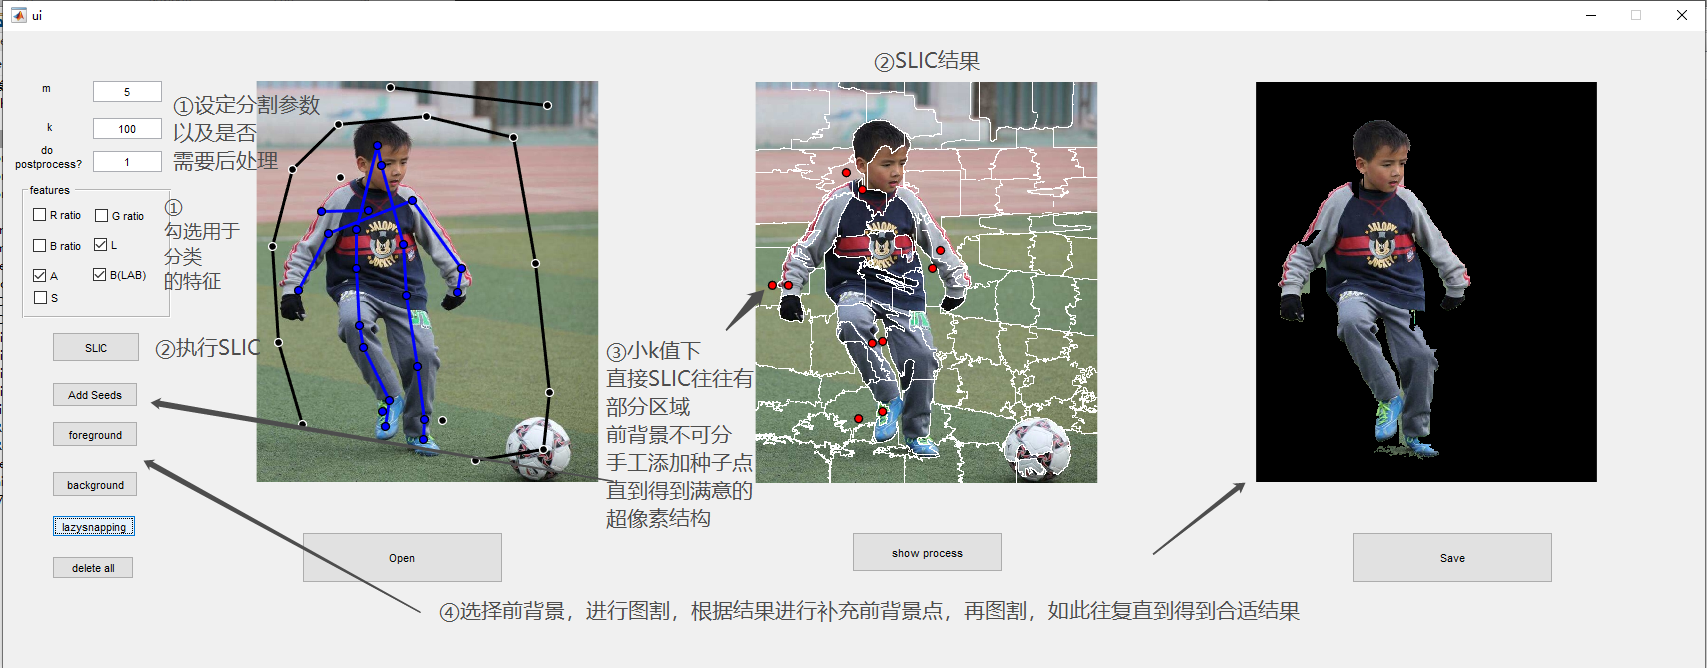 ui
②SLIC结果
m
5
k
100
do
postprocess?
1
①设定分割参数
以及是否
需要后处理
features
R ratio
G ratio
B ratio
L
A
B(LAB)
S
①
勾选用于
分类
的特征
SLIC
②执行SLIC
Add Seeds
foreground
background
lazysnapping
delete all
JALOPY
JOCKEY
JALOPY
JOCKEY
③小k值下
直接SLIC往往有
部分区域
前背景不可分
手工添加种子点
直到得到满意的
超像素结构
Open
show process
Save
④选择前背景，进行图割，根据结果进行补充前背景点，再图割，如此往复直到得到合适结果